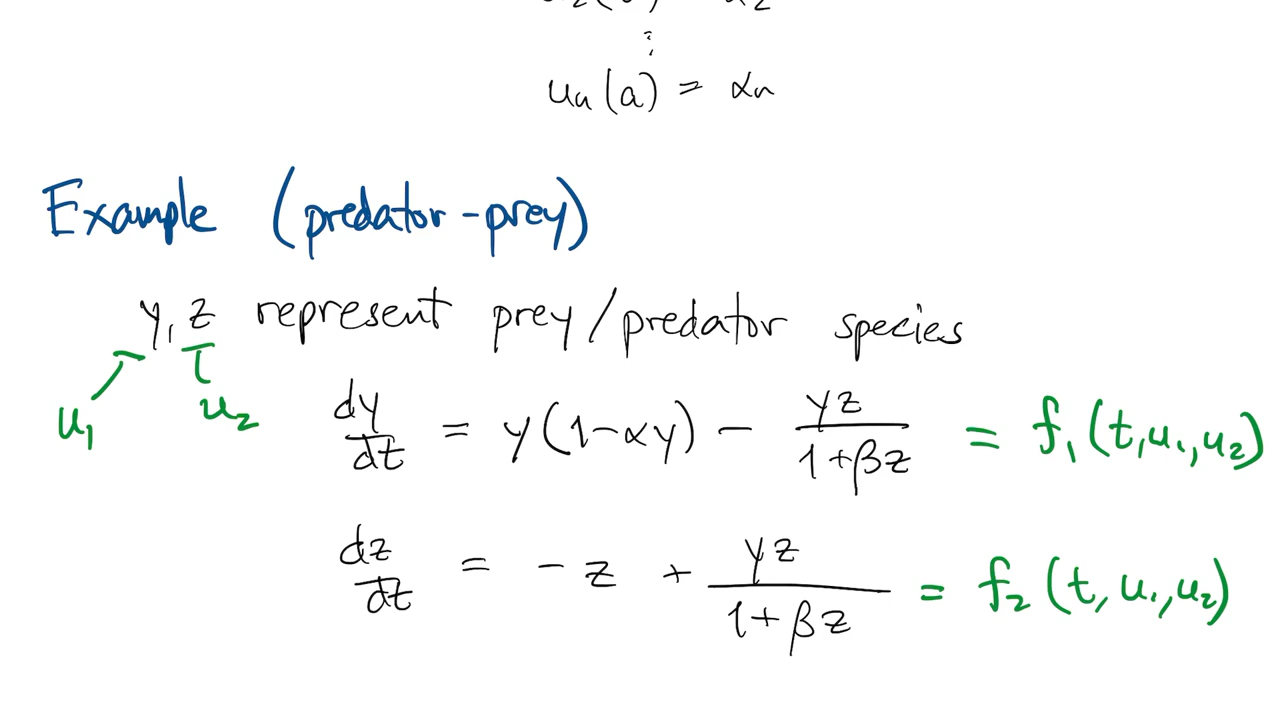 ⋮
uₙ(a) = αₙ
Example (predator-prey)
y, z represent prey/predator species
u₁ u₂
dy/dt = y(1-αy) - yz/(1+βz) = f₁(t,u₁,u₂)
dz/dt = -z + yz/(1+βz) = f₂(t,u₁,u₂)